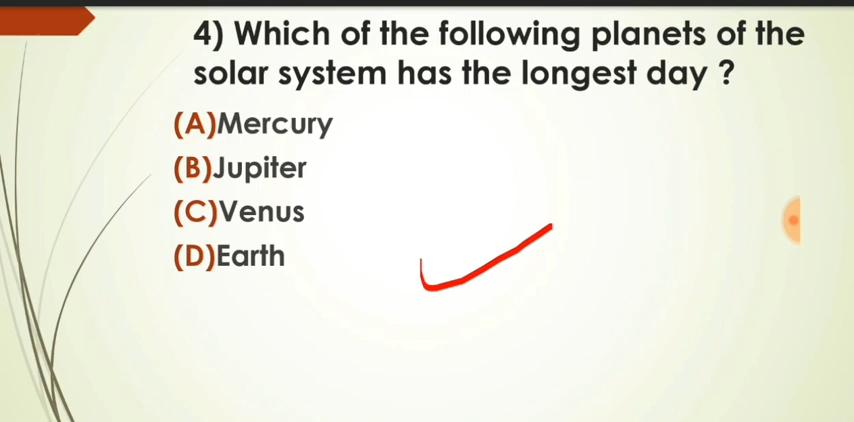 4) Which of the following planets of the
solar system has the longest day ?
(A)Mercury
(B)Jupiter
(C)Venus
(D)Earth